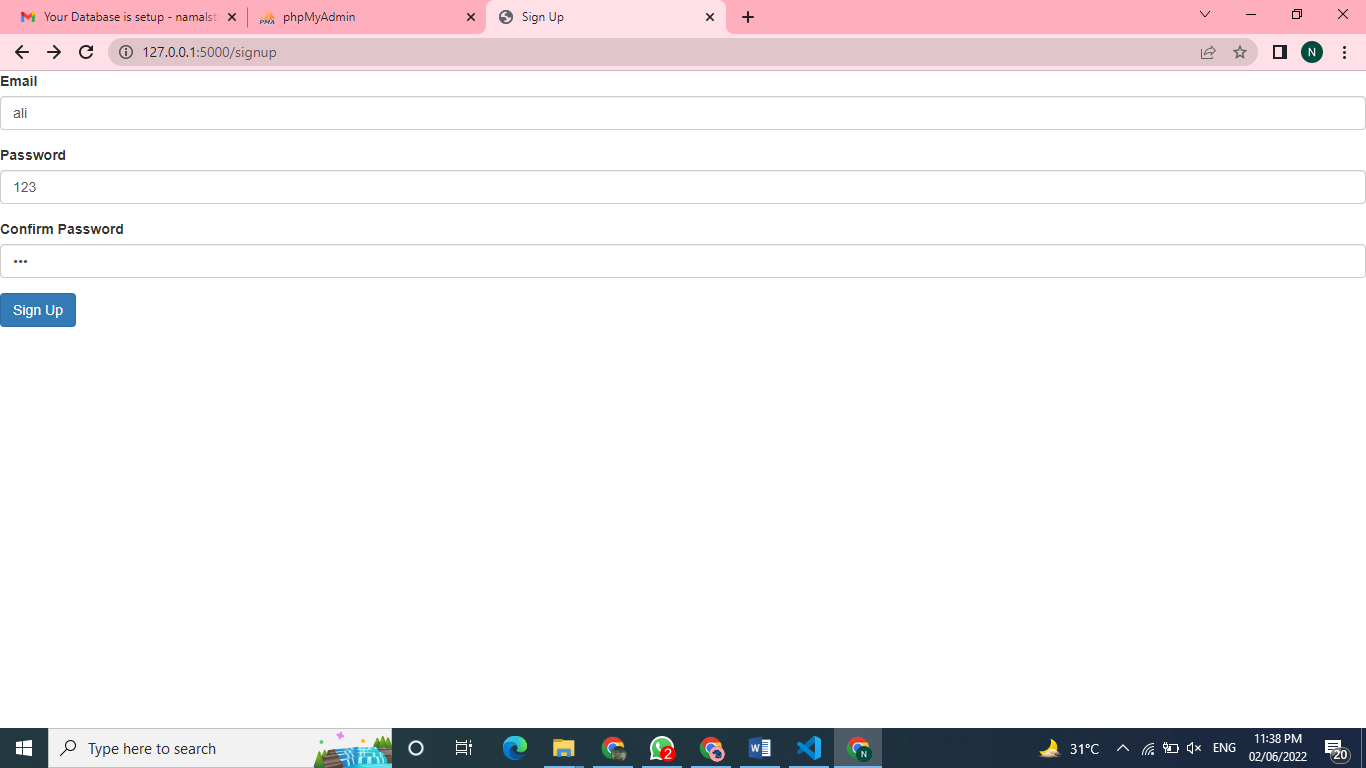 Your Database is setup - namalst
phpMyAdmin
Sign Up
127.0.0.1:5000/signup
N
Email
ali
Password
123
Confirm Password
•••
Sign Up
Type here to search
2
N
31°C
ENG
11:38 PM
02/06/2022
20